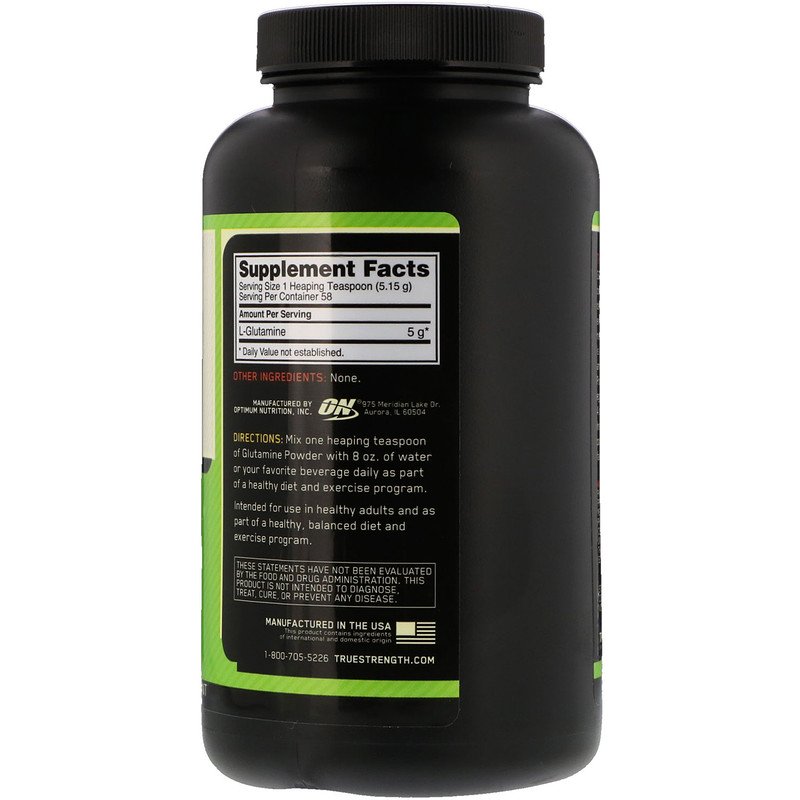 Supplement Facts
Serving Size 1 Heaping Teaspoon (5.15 g)
Serving Per Container 58
Amount Per Serving
L-Glutamine 5 g*
* Daily Value not established.
OTHER INGREDIENTS: None.
MANUFACTURED BY
OPTIMUM NUTRITION, INC.
ON®
975 Meridian Lake Dr.
Aurora, IL 60504
DIRECTIONS: Mix one heaping teaspoon
of Glutamine Powder with 8 oz. of water
or your favorite beverage daily as part
of a healthy diet and exercise program.
Intended for use in healthy adults and as
part of a healthy, balanced diet and
exercise program.
THESE STATEMENTS HAVE NOT BEEN EVALUATED
BY THE FOOD AND DRUG ADMINISTRATION. THIS
PRODUCT IS NOT INTENDED TO DIAGNOSE,
TREAT, CURE, OR PREVENT ANY DISEASE.
MANUFACTURED IN THE USA
This product contains ingredients
of international and domestic origin
1-800-705-5226 TRUESTRENGTH.COM